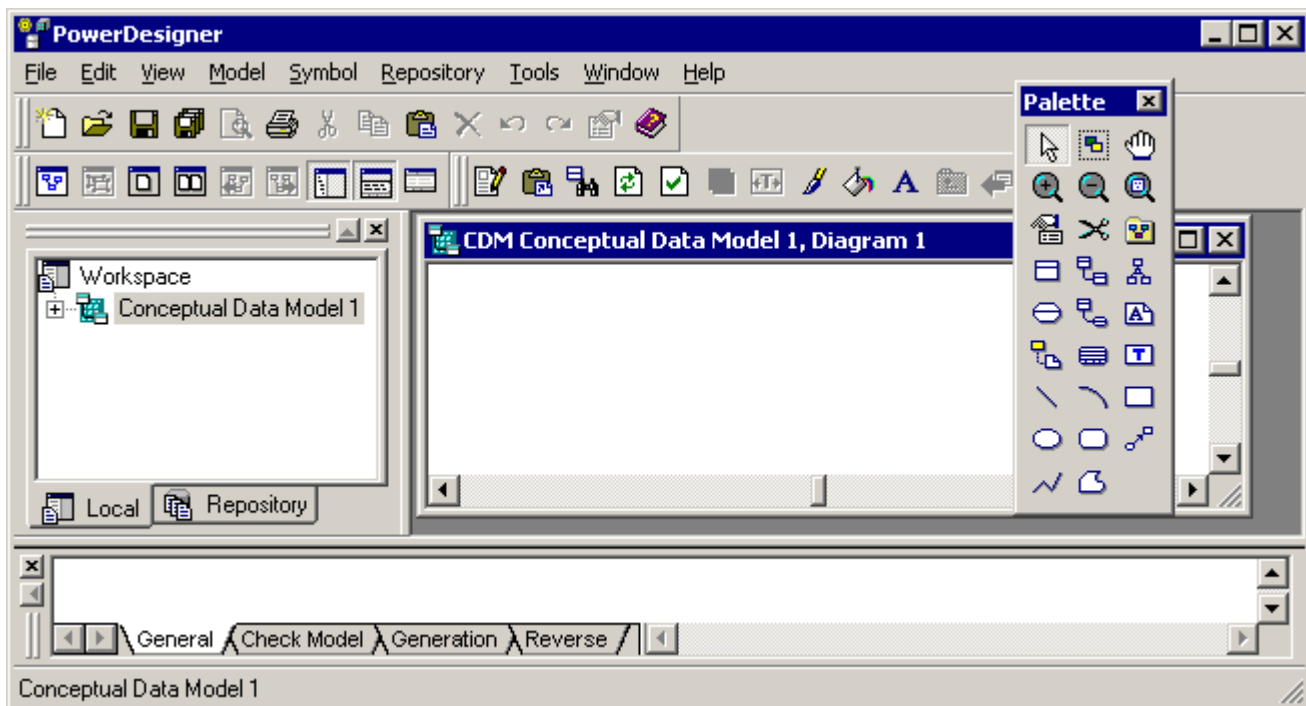 PowerDesigner
File Edit View Model Symbol Repository Tools Window Help
Palette
A
CDM Conceptual Data Model 1, Diagram 1
Workspace
Conceptual Data Model 1
A
T
Local Repository
General Check Model Generation Reverse
Conceptual Data Model 1